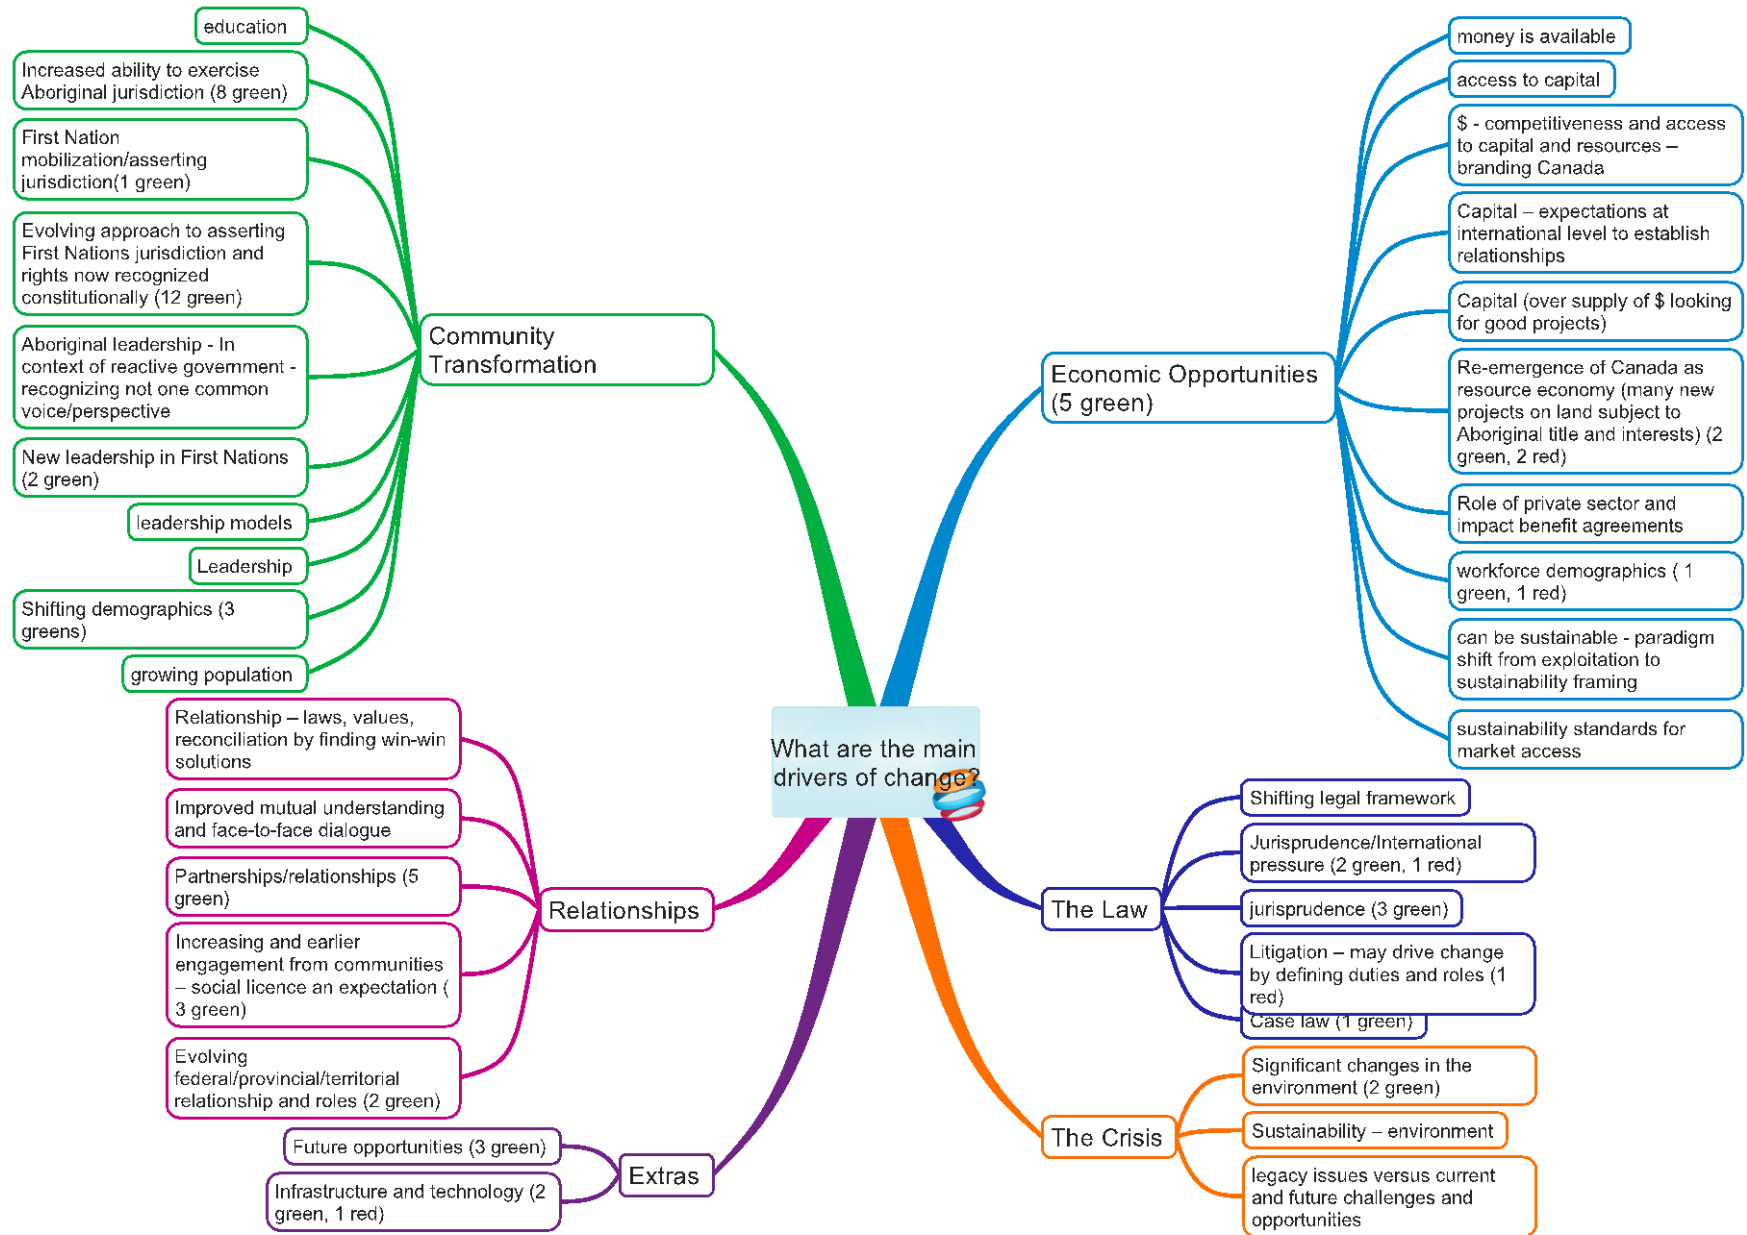 education
Increased ability to exercise
Aboriginal jurisdiction (8 green)
First Nation
mobilization/asserting
jurisdiction(1 green)
Evolving approach to asserting
First Nations jurisdiction and
rights now recognized
constitutionally (12 green)
Aboriginal leadership - In
context of reactive government -
recognizing not one common
voice/perspective
New leadership in First Nations
(2 green)
leadership models
Leadership
Shifting demographics (3
greens)
growing population
Community
Transformation
Relationship – laws, values,
reconciliation by finding win-win
solutions
Improved mutual understanding
and face-to-face dialogue
Partnerships/relationships (5
green)
Increasing and earlier
engagement from communities
– social licence an expectation (
3 green)
Evolving
federal/provincial/territorial
relationship and roles (2 green)
Relationships
Future opportunities (3 green)
Infrastructure and technology (2
green, 1 red)
Extras
What are the main
drivers of change?
Economic Opportunities
(5 green)
money is available
access to capital
$ - competitiveness and access
to capital and resources –
branding Canada
Capital – expectations at
international level to establish
relationships
Capital (over supply of $ looking
for good projects)
Re-emergence of Canada as
resource economy (many new
projects on land subject to
Aboriginal title and interests) (2
green, 2 red)
Role of private sector and
impact benefit agreements
workforce demographics ( 1
green, 1 red)
can be sustainable - paradigm
shift from exploitation to
sustainability framing
sustainability standards for
market access
The Law
Shifting legal framework
Jurisprudence/International
pressure (2 green, 1 red)
jurisprudence (3 green)
Litigation – may drive change
by defining duties and roles (1
red)
Case law (1 green)
The Crisis
Significant changes in the
environment (2 green)
Sustainability – environment
legacy issues versus current
and future challenges and
opportunities